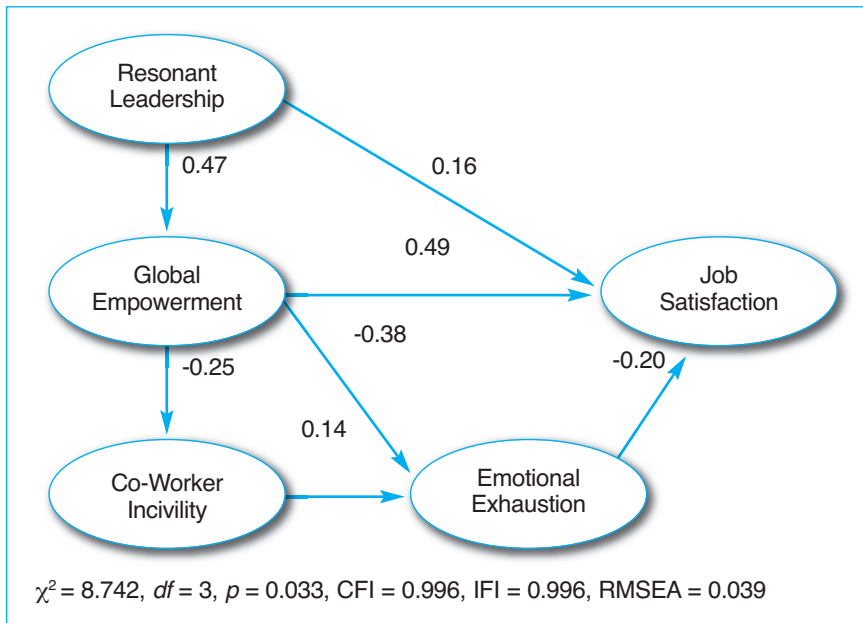 Resonant
Leadership
0.47
0.16
0.49
Global
Empowerment
Job
Satisfaction
-0.38
-0.25
-0.20
0.14
Co-Worker
Incivility
Emotional
Exhaustion
χ² = 8.742, df = 3, p = 0.033, CFI = 0.996, IFI = 0.996, RMSEA = 0.039